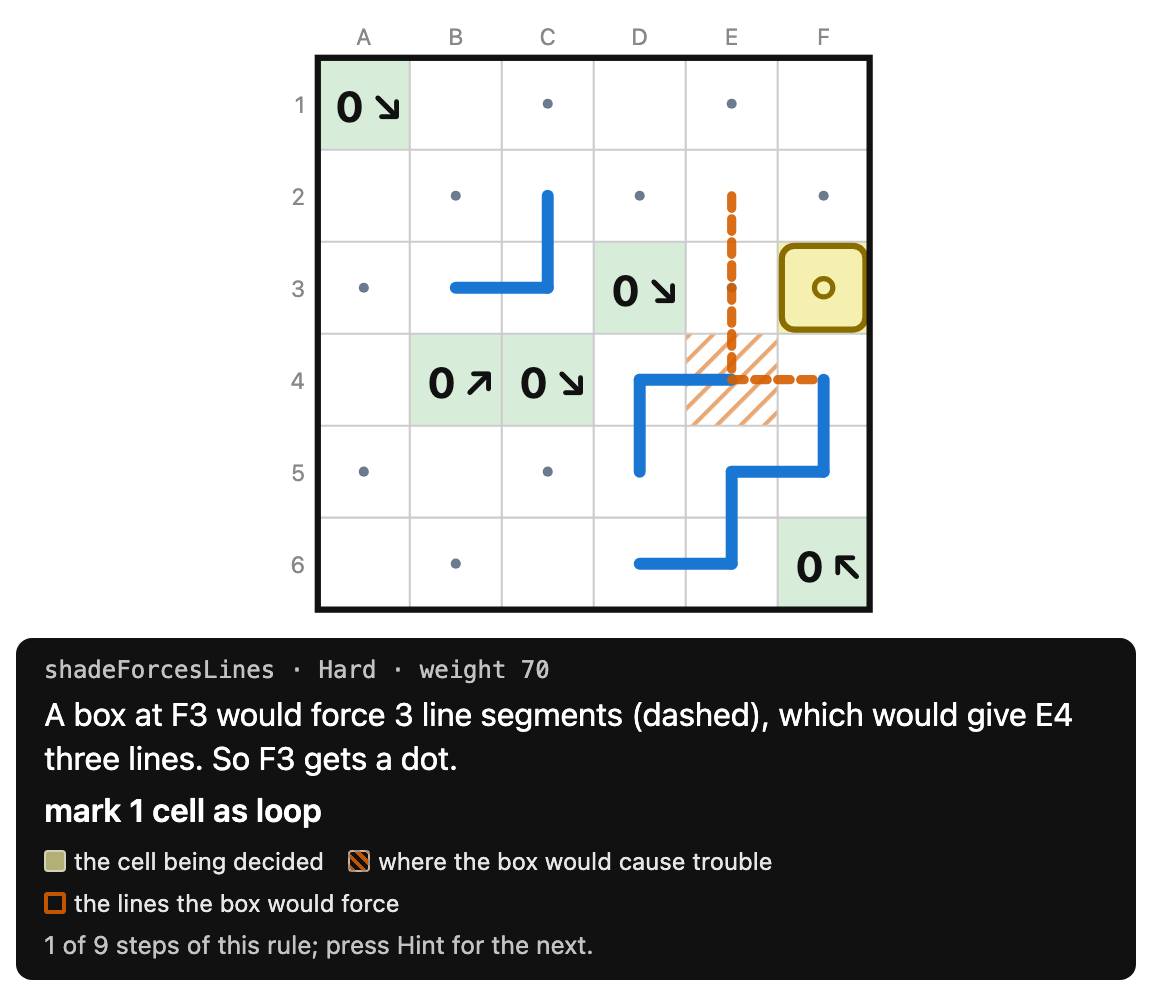 A B C D E F
1 0 ↘
2
3 0 ↘
4 0 ↗ 0 ↘
5
6 0 ↖
shadeForcesLines · Hard · weight 70
A box at F3 would force 3 line segments (dashed), which would give E4
three lines. So F3 gets a dot.
mark 1 cell as loop
the cell being decided where the box would cause trouble
the lines the box would force
1 of 9 steps of this rule; press Hint for the next.